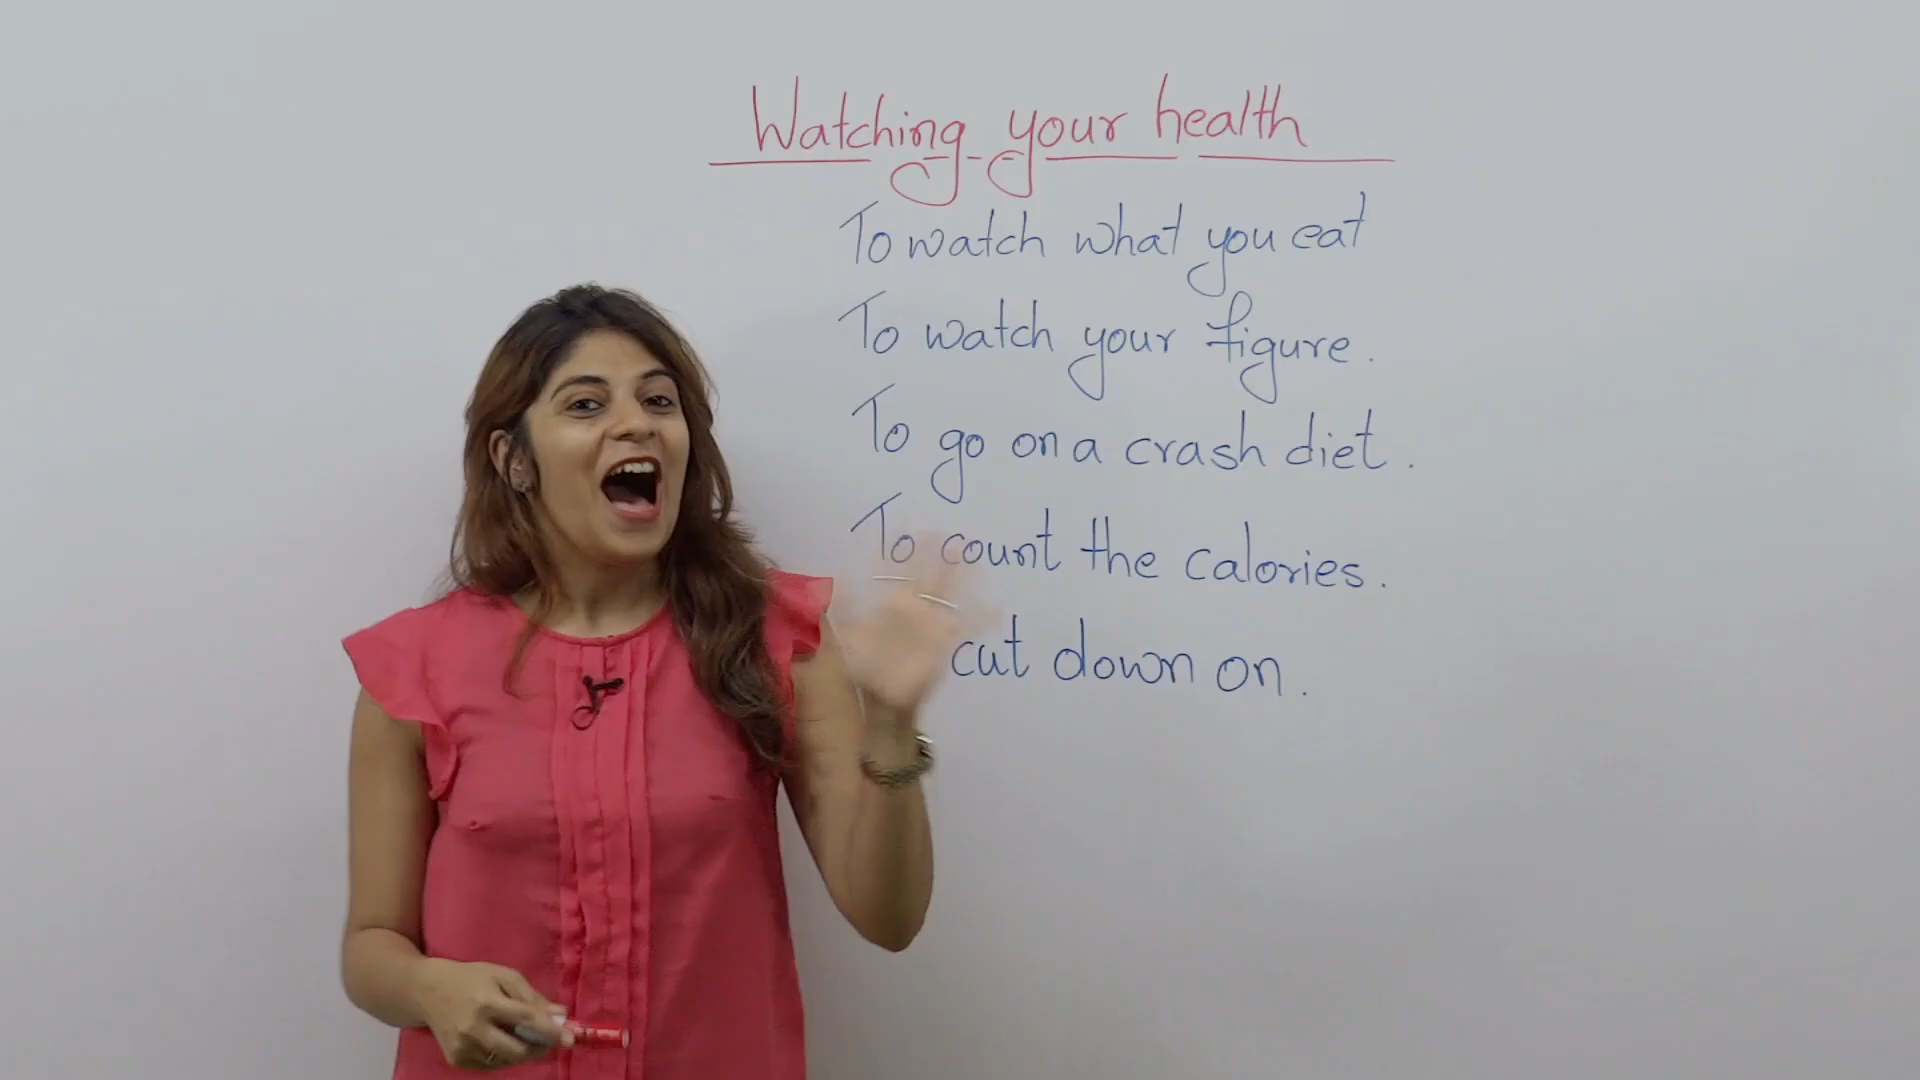 Watching your health
To watch what you eat
To watch your figure.
To go on a crash diet.
To count the calories.
cut down on.